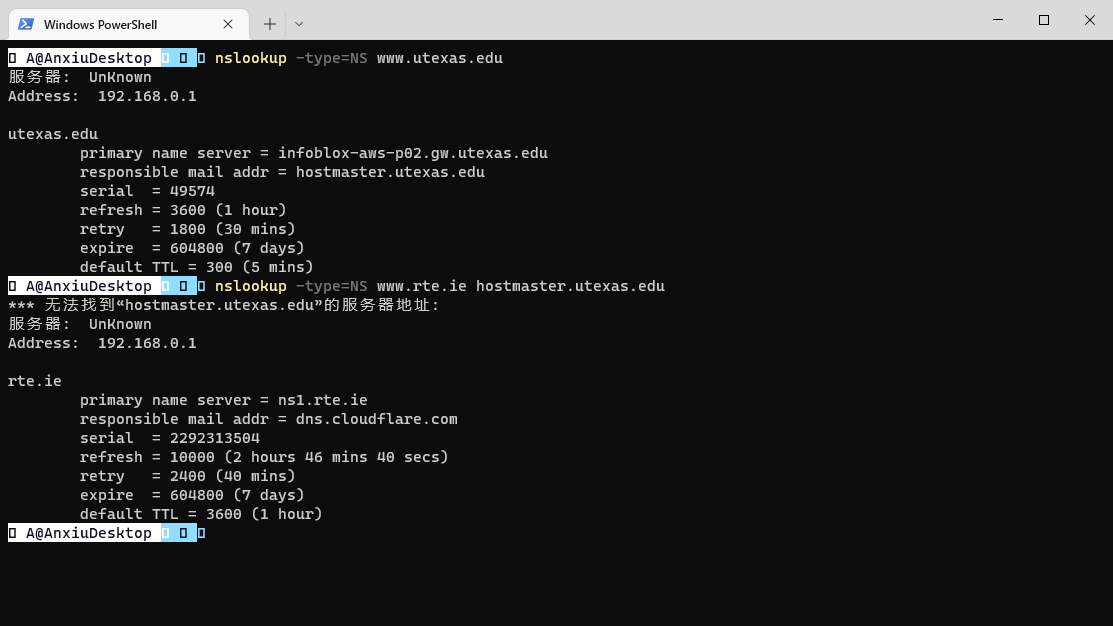 Windows PowerShell
A@AnxiuDesktop nslookup -type=NS www.utexas.edu
服务器:  UnKnown
Address:  192.168.0.1
utexas.edu
primary name server = infoblox-aws-p02.gw.utexas.edu
responsible mail addr = hostmaster.utexas.edu
serial  = 49574
refresh = 3600 (1 hour)
retry   = 1800 (30 mins)
expire  = 604800 (7 days)
default TTL = 300 (5 mins)
A@AnxiuDesktop nslookup -type=NS www.rte.ie hostmaster.utexas.edu
*** 无法找到“hostmaster.utexas.edu”的服务器地址:
服务器:  UnKnown
Address:  192.168.0.1
rte.ie
primary name server = ns1.rte.ie
responsible mail addr = dns.cloudflare.com
serial  = 2292313504
refresh = 10000 (2 hours 46 mins 40 secs)
retry   = 2400 (40 mins)
expire  = 604800 (7 days)
default TTL = 3600 (1 hour)
A@AnxiuDesktop